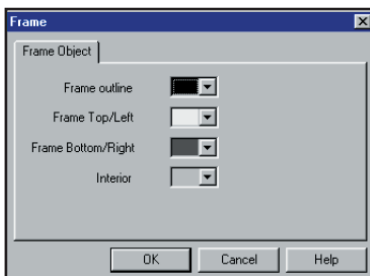 Frame
Frame Object
Frame outline
Frame Top/Left
Frame Bottom/Right
Interior
OK Cancel Help